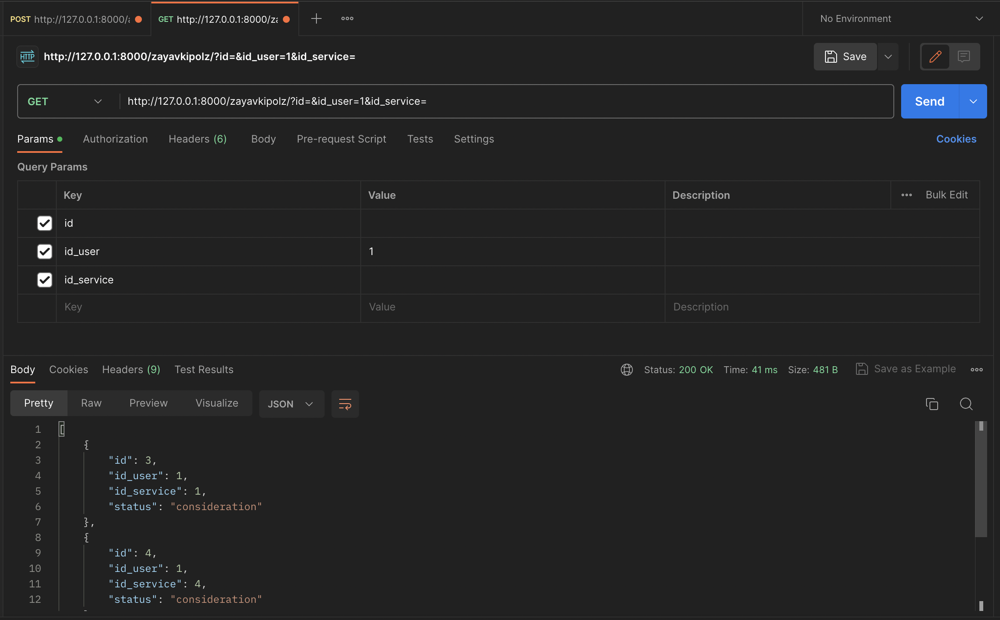 POST http://127.0.0.1:8000/a
GET http://127.0.0.1:8000/za
No Environment
HTTP http://127.0.0.1:8000/zayavkipolz/?id=&id_user=1&id_service=
Save
GET http://127.0.0.1:8000/zayavkipolz/?id=&id_user=1&id_service=
Send
Params Authorization Headers (6) Body Pre-request Script Tests Settings Cookies
Query Params
Key Value Description Bulk Edit
id
id_user 1
id_service
Key Value Description
Body Cookies Headers (9) Test Results Status: 200 OK Time: 41 ms Size: 481 B Save as Example
Pretty Raw Preview Visualize JSON
1 [
2 {
3 "id": 3,
4 "id_user": 1,
5 "id_service": 1,
6 "status": "consideration"
7 },
8 {
9 "id": 4,
10 "id_user": 1,
11 "id_service": 4,
12 "status": "consideration"